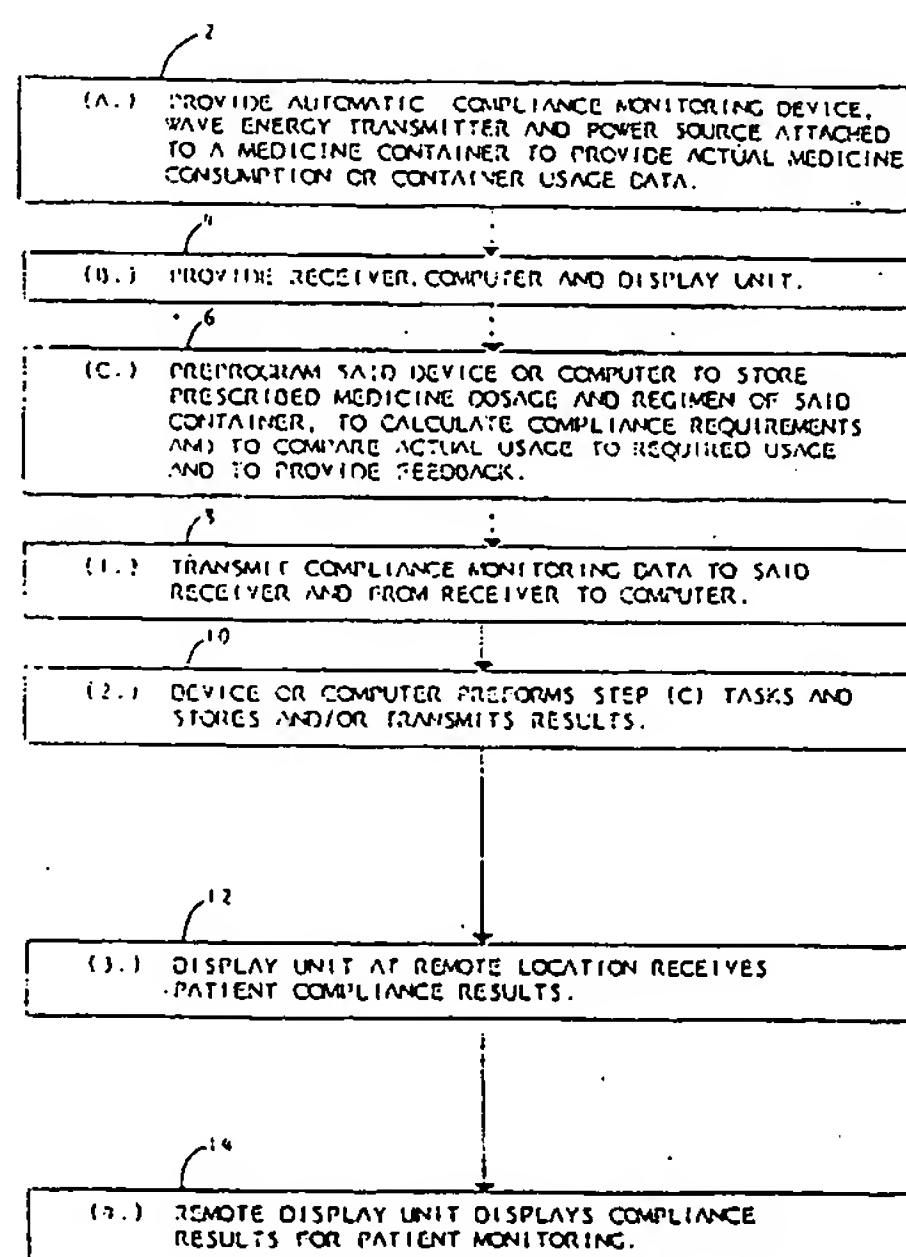 2
(A.) PROVIDE AUTOMATIC COMPLIANCE MONITORING DEVICE,
WAVE ENERGY TRANSMITTER AND POWER SOURCE ATTACHED
TO A MEDICINE CONTAINER TO PROVIDE ACTUAL MEDICINE
CONSUMPTION OR CONTAINER USAGE DATA.
4
(B.) PROVIDE RECEIVER, COMPUTER AND DISPLAY UNIT.
6
(C.) PREPROGRAM SAID DEVICE OR COMPUTER TO STORE
PRESCRIBED MEDICINE DOSAGE AND REGIMEN OF SAID
CONTAINER, TO CALCULATE COMPLIANCE REQUIREMENTS
AND TO COMPARE ACTUAL USAGE TO REQUIRED USAGE
AND TO PROVIDE FEEDBACK.
(1.) TRANSMIT COMPLIANCE MONITORING DATA TO SAID
RECEIVER AND FROM RECEIVER TO COMPUTER.
10
(2.) DEVICE OR COMPUTER PREFORMS STEP (C) TASKS AND
STORES AND/OR TRANSMITS RESULTS.
12
(3.) DISPLAY UNIT AT REMOTE LOCATION RECEIVES
PATIENT COMPLIANCE RESULTS.
14
REMOTE DISPLAY UNIT DISPLAYS COMPLIANCE
RESULTS FOR PATIENT MONITORING.